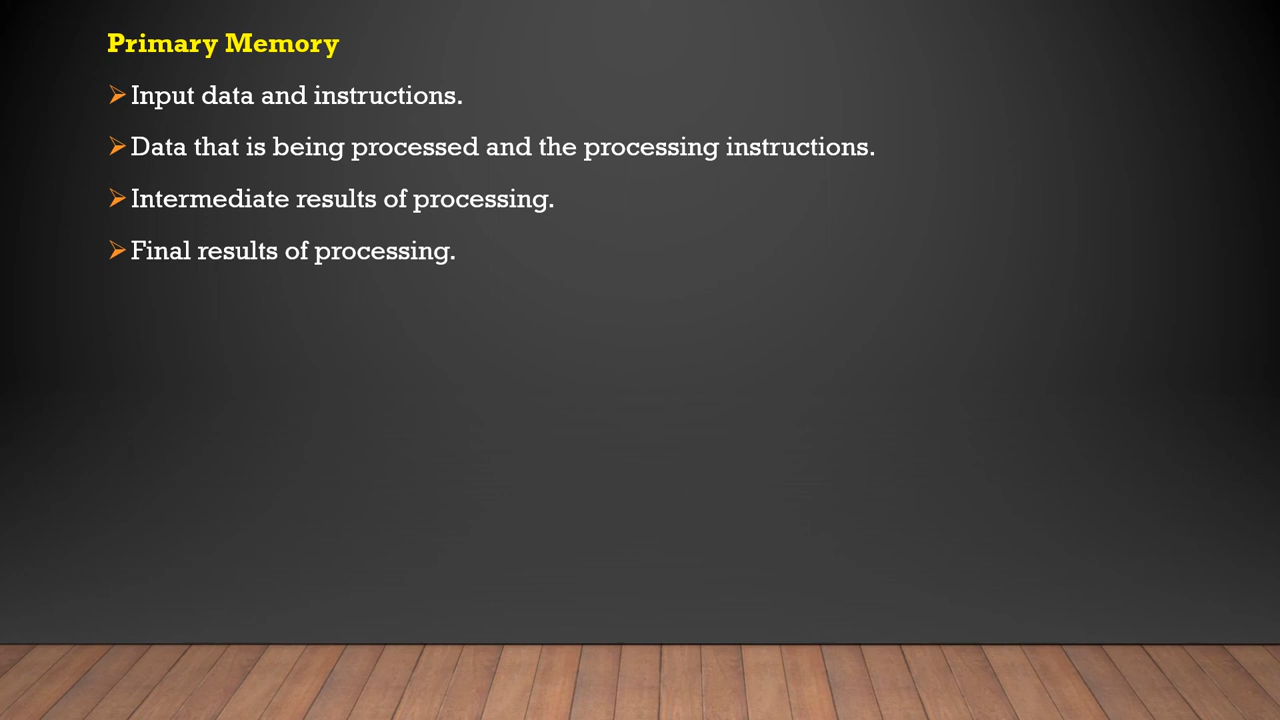 Primary Memory
Input data and instructions.
Data that is being processed and the processing instructions.
Intermediate results of processing.
Final results of processing.